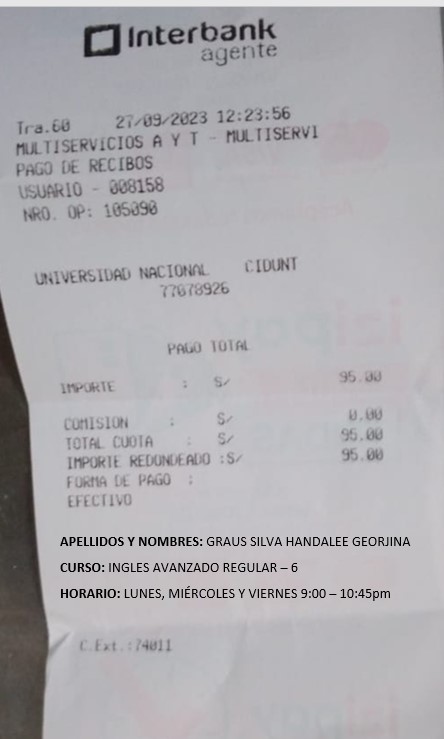 Interbank
agente
Tra.60 27/09/2023 12:23:56
MULTISERVICIOS A Y T - MULTISERVI
PAGO DE RECIBOS
USUARIO - 008158
NRO. OP: 105090
UNIVERSIDAD NACIONAL CIDUNT
77078926
PAGO TOTAL
IMPORTE : S/ 95.00
COMISION : S/ 0.00
TOTAL CUOTA : S/ 95.00
IMPORTE REDONDEADO :S/ 95.00
FORMA DE PAGO :
EFECTIVO
APELLIDOS Y NOMBRES: GRAUS SILVA HANDALEE GEORJINA
CURSO: INGLES AVANZADO REGULAR – 6
HORARIO: LUNES, MIÉRCOLES Y VIERNES 9:00 – 10:45pm
C.Ext.:74011